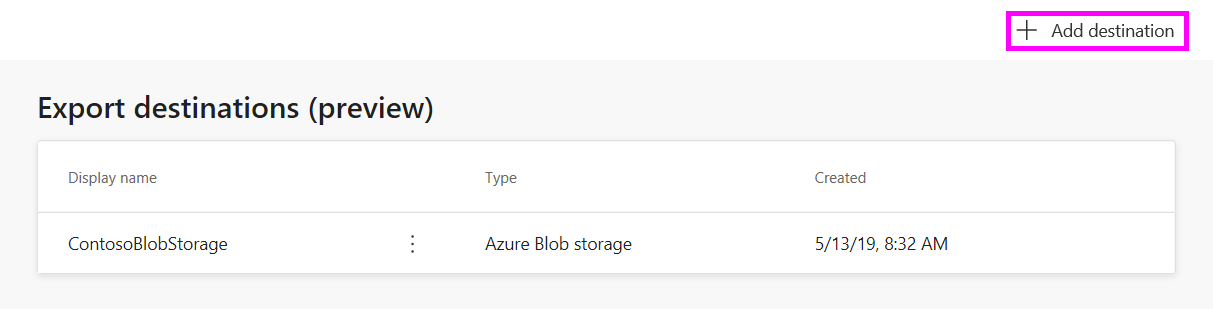 Add destination
Export destinations (preview)
Display name Type Created
ContosoBlobStorage Azure Blob storage 5/13/19, 8:32 AM